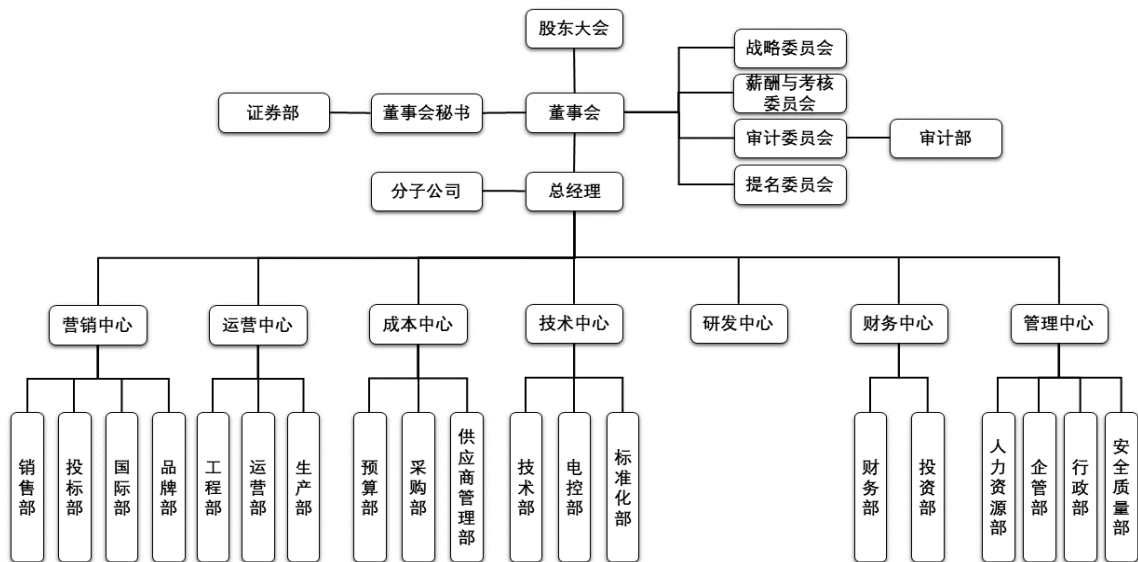 股东大会
战略委员会
薪酬与考核
委员会
证券部
董事会秘书
董事会
审计委员会
审计部
分子公司
总经理
提名委员会
营销中心
运营中心
成本中心
技术中心
研发中心
财务中心
管理中心
销售部
投标部
国际部
品牌部
工程部
运营部
生产部
预算部
采购部
供应商管理部
技术部
电控部
标准化部
财务部
投资部
人力资源部
企管部
行政部
安全质量部